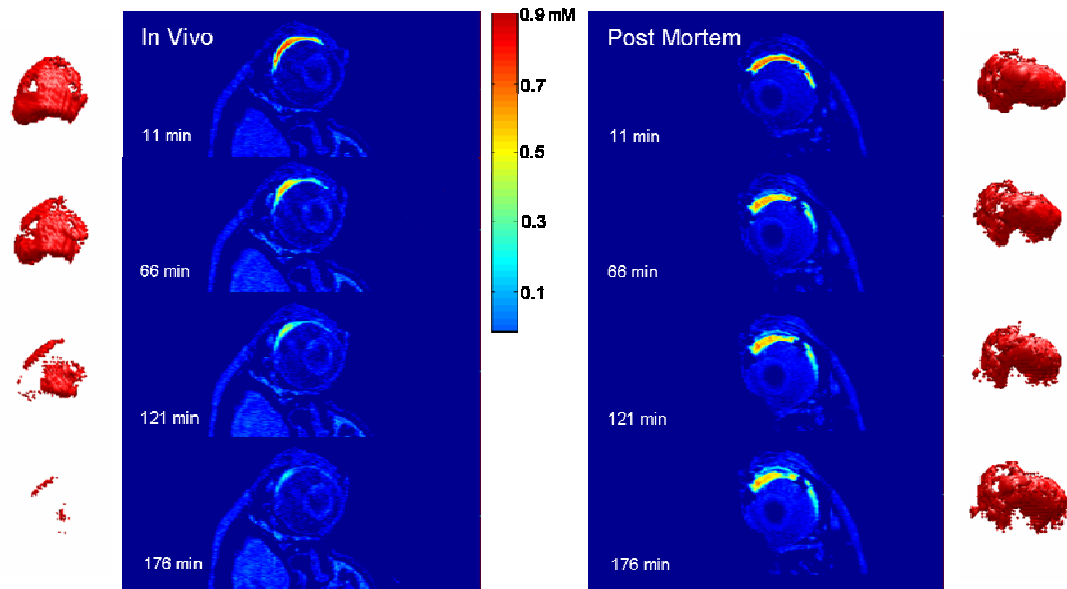 In Vivo
11 min
66 min
121 min
176 min
0.9 mM
0.7
0.5
0.3
0.1
Post Mortem
11 min
66 min
121 min
176 min